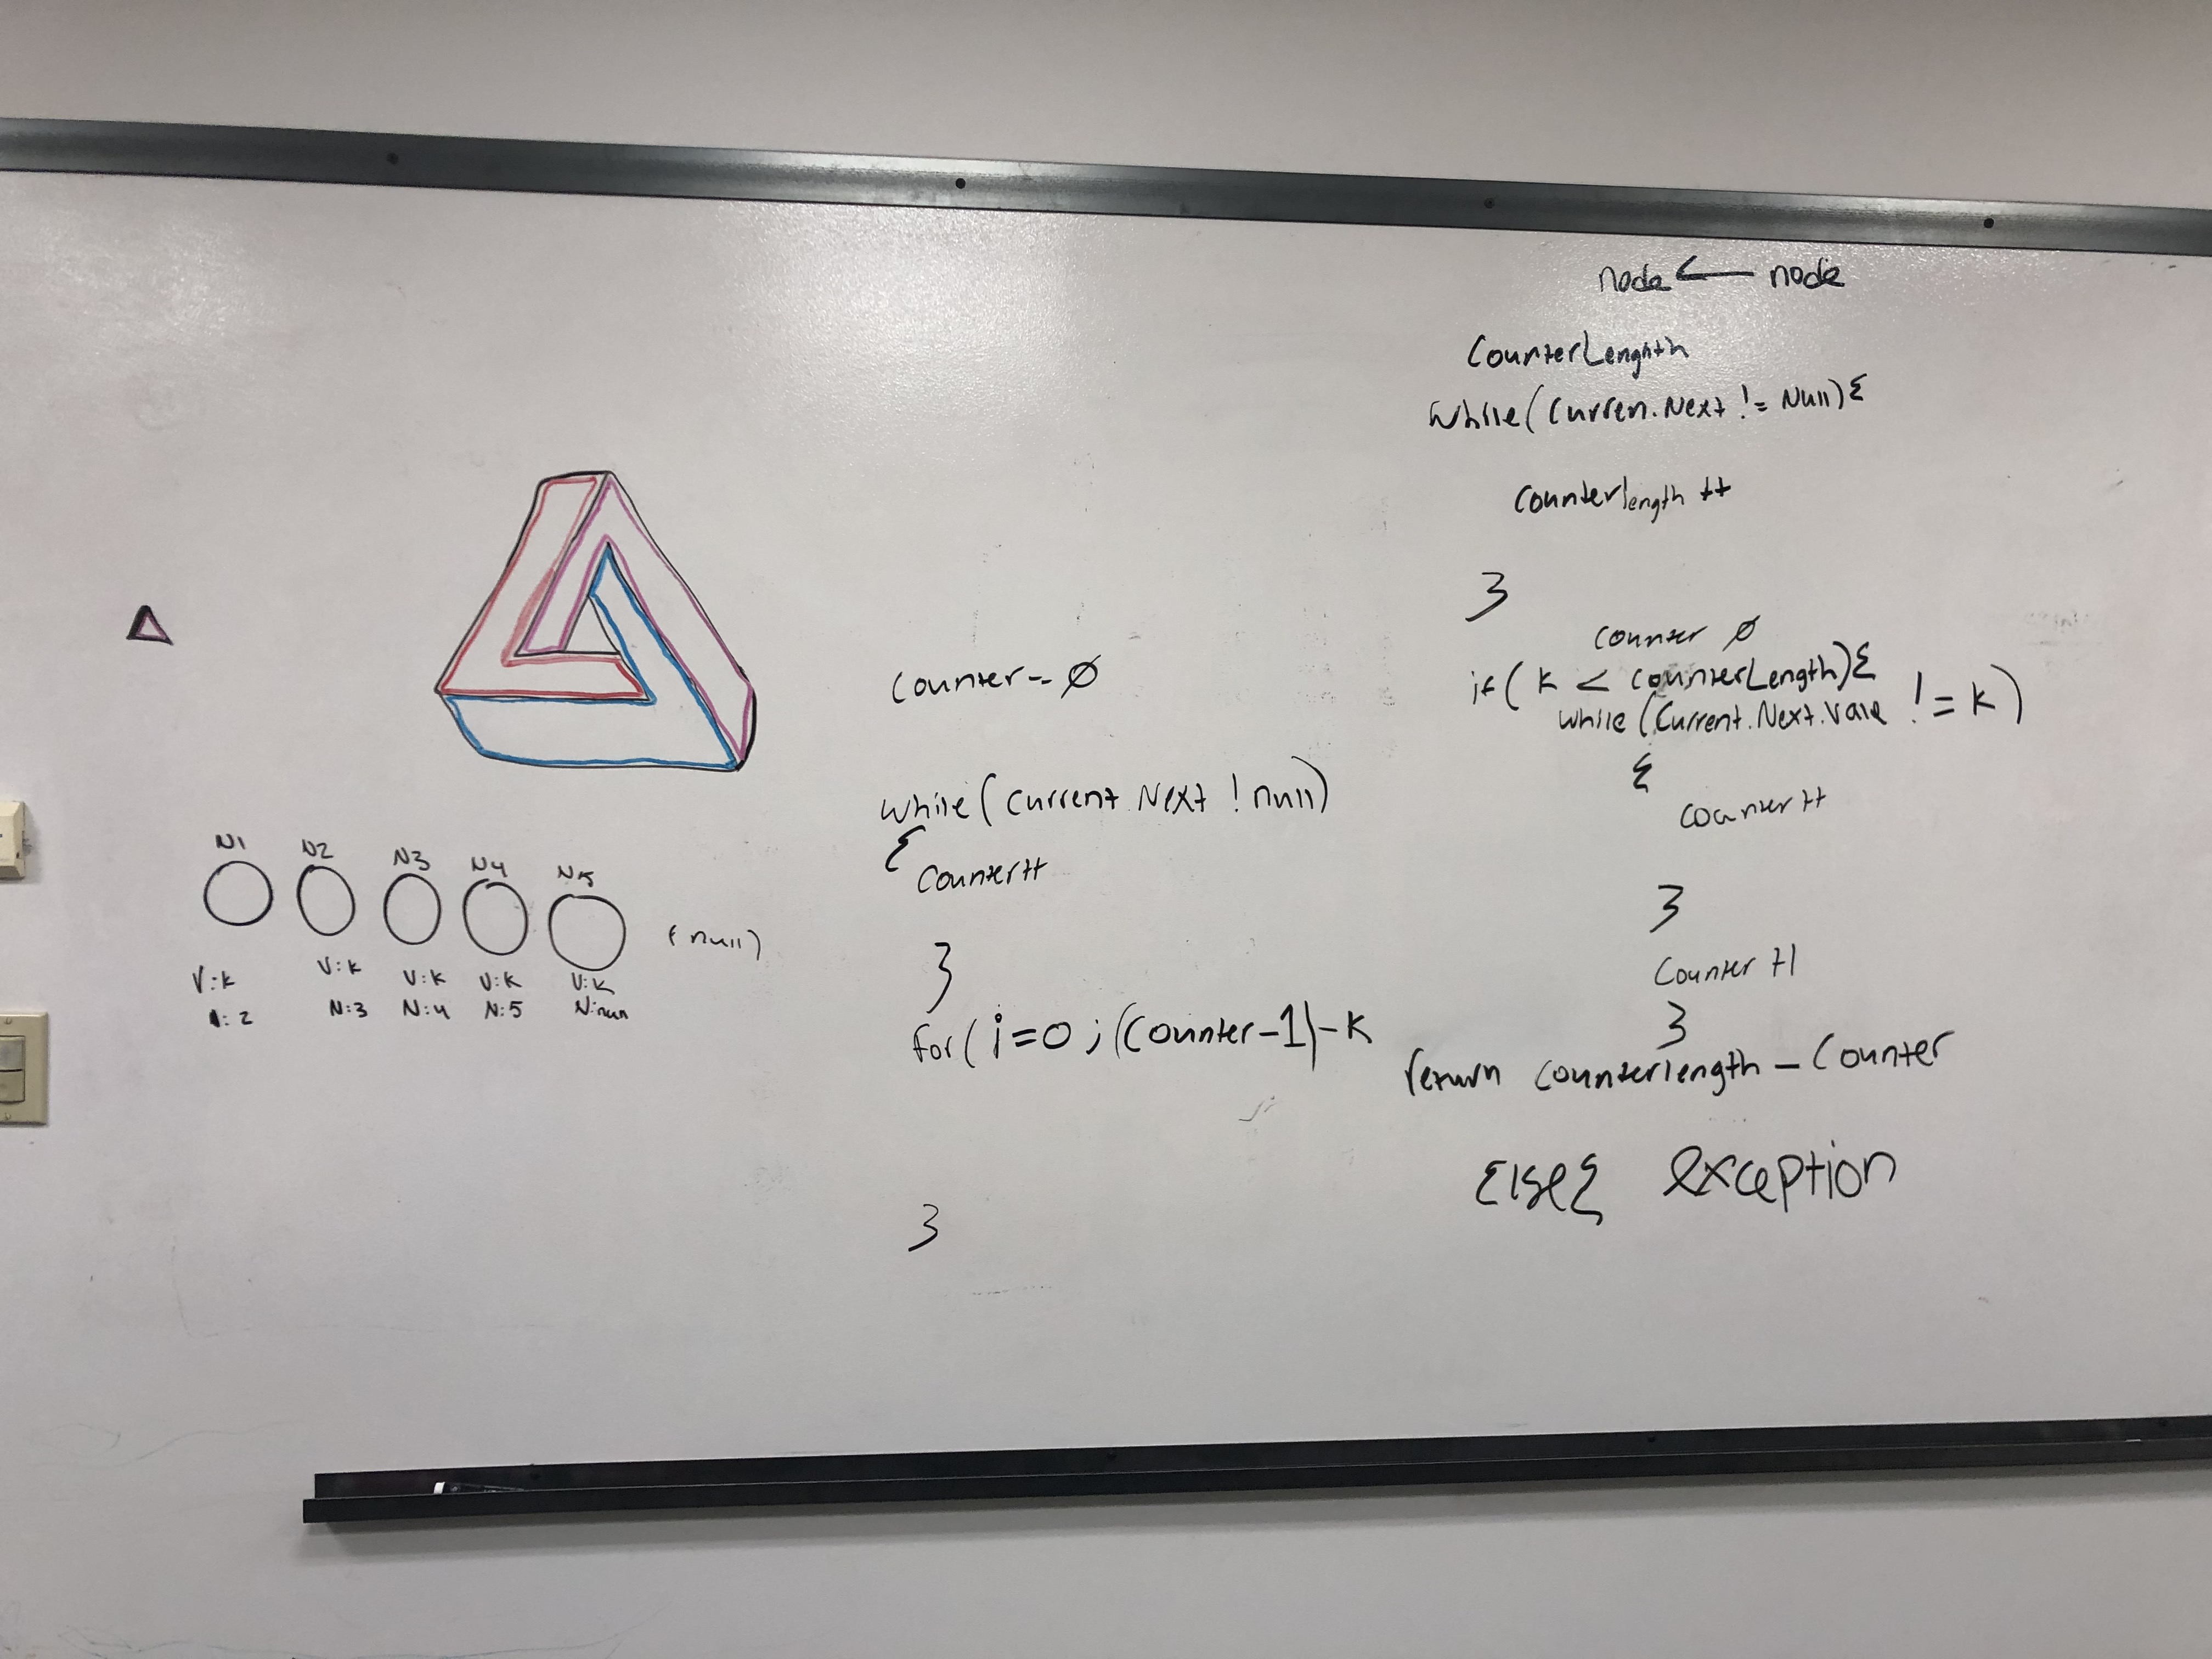 N1 N2 N3 N4 N5
(null)
V:K V:K V:K V:K V:K
N:2 N:3 N:4 N:5 N:null
Counter = Ø
While(Current.Next ! null)
{
Counter++
}
for( i=0 ; (Counter-1)-K
}
node ← node
CounterLenghth
While(Curren.Next != Null){
Counterlength ++
}
counter Ø
if( K < counterLength){
while (Current.Next.Vale != K)
{
counter++
}
Counter +1
}
return counterlength - Counter
Else{ exception